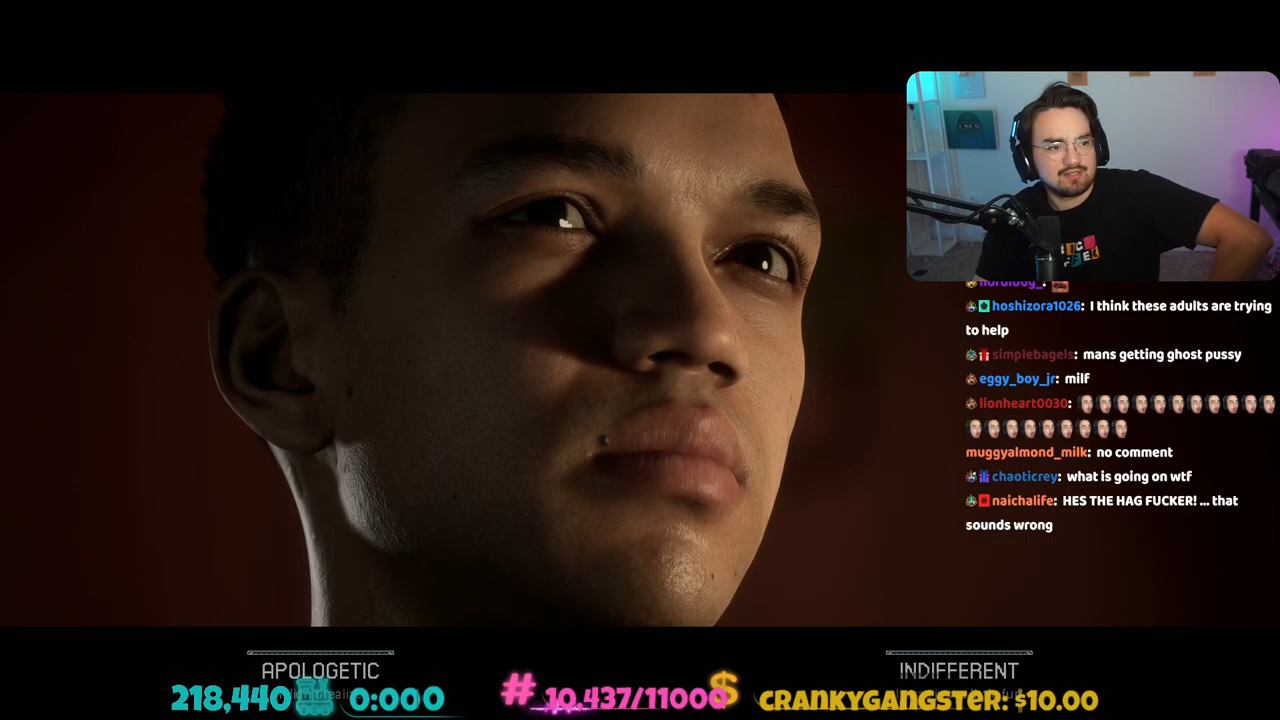 hoshizora1026: I think these adults are trying
to help
simplebagels: mans getting ghost pussy
eggy_boy_jr: milf
lionheart0030:
muggyalmond_milk: no comment
chaoticrey: what is going on wtf
naichalife: HES THE HAG FUCKER! ... that
sounds wrong
APOLOGETIC
INDIFFERENT
218,440 0:000 # 10,437/11000 $ CRANKYGANGSTER: $10.00